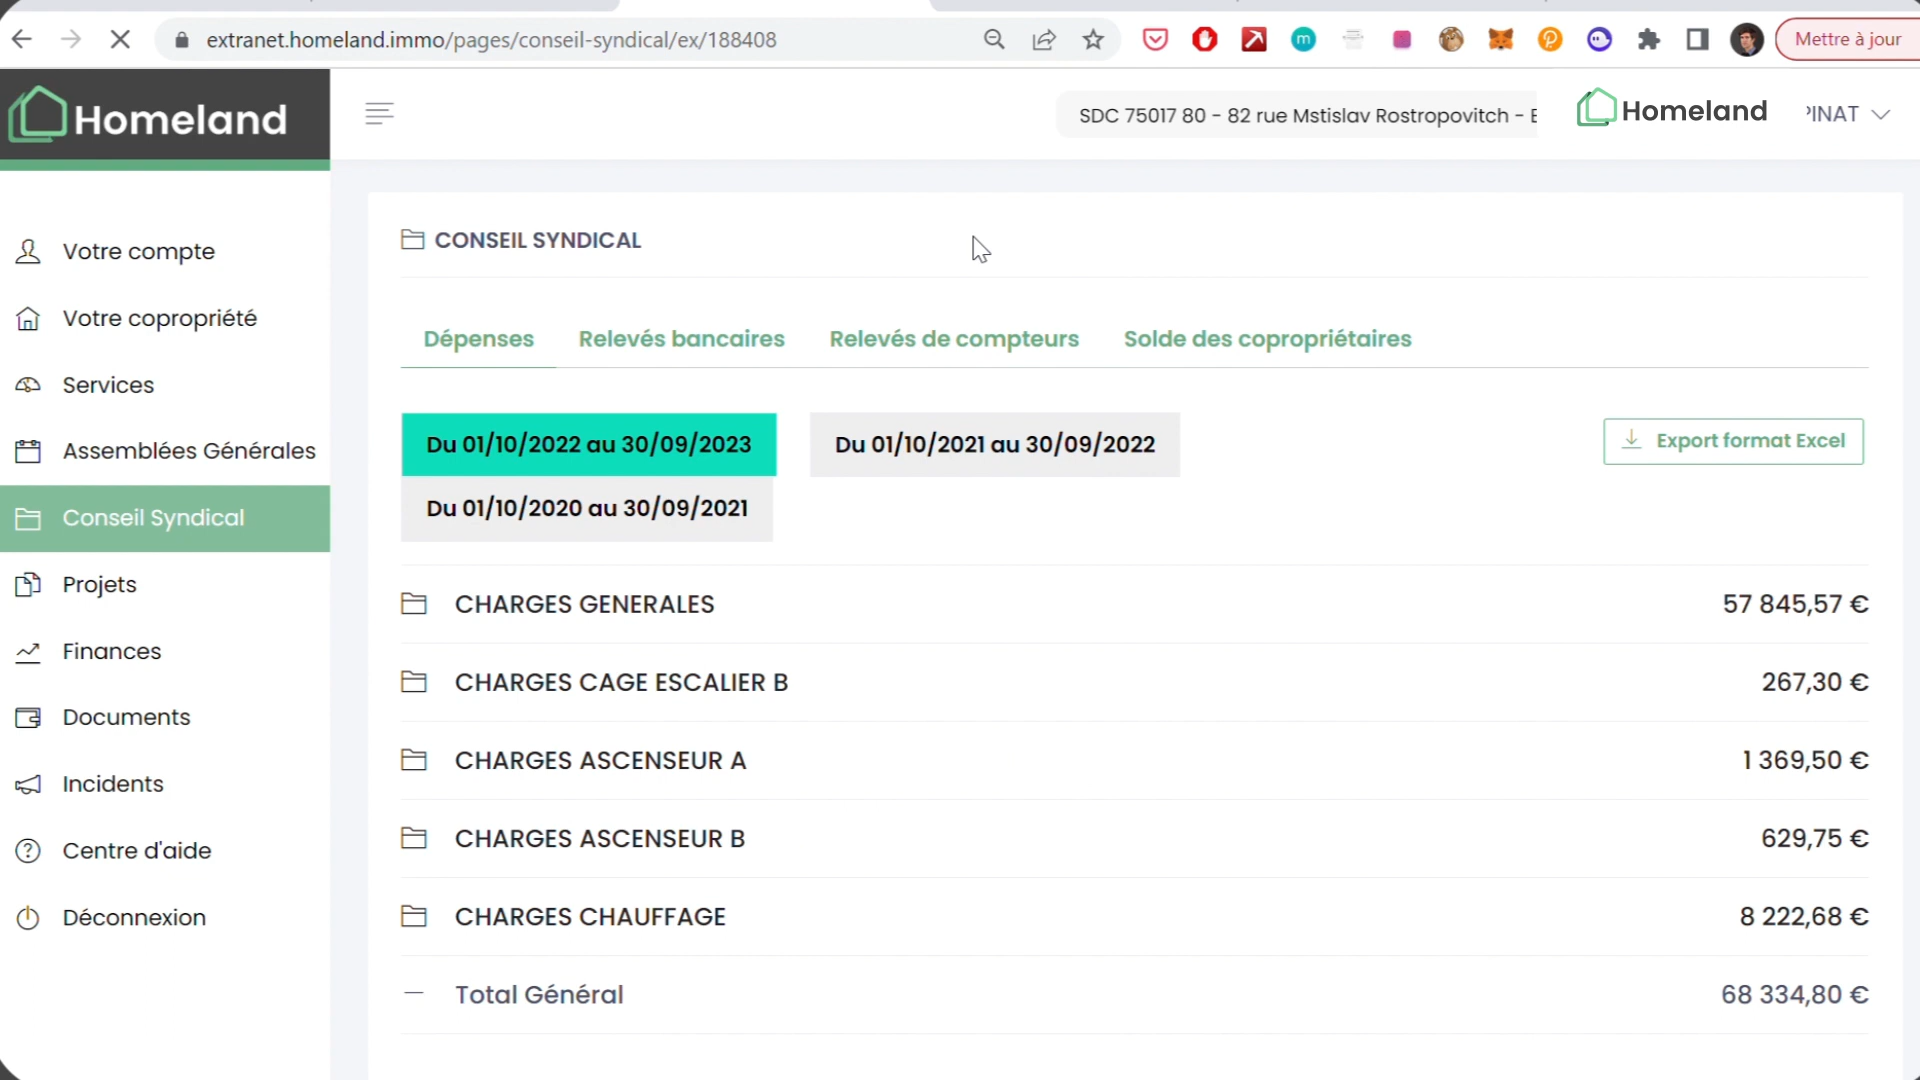 extranet.homeland.immo/pages/conseil-syndical/ex/188408
Mettre à jour
Homeland
SDC 75017 80 - 82 rue Mstislav Rostropovitch -
Homeland
PINAT
Votre compte
Votre copropriété
Services
Assemblées Générales
Conseil Syndical
Projets
Finances
Documents
Incidents
Centre d'aide
Déconnexion
CONSEIL SYNDICAL
Dépenses Relevés bancaires Relevés de compteurs Solde des copropriétaires
Du 01/10/2022 au 30/09/2023 Du 01/10/2021 au 30/09/2022 Export format Excel
Du 01/10/2020 au 30/09/2021
CHARGES GENERALES 57 845,57 €
CHARGES CAGE ESCALIER B 267,30 €
CHARGES ASCENSEUR A 1 369,50 €
CHARGES ASCENSEUR B 629,75 €
CHARGES CHAUFFAGE 8 222,68 €
Total Général 68 334,80 €